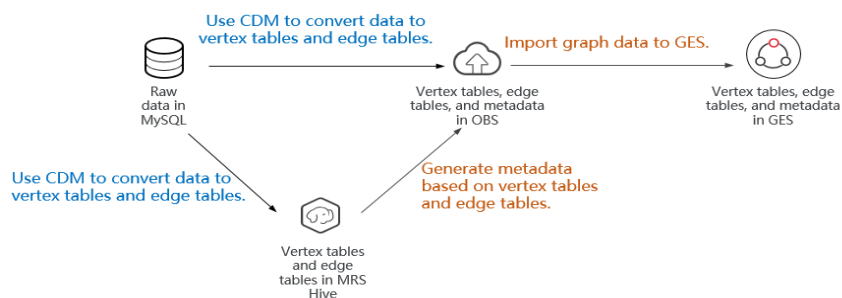 Use CDM to convert data to
vertex tables and edge tables.
Import graph data to GES.
Raw
data in
MySQL
Vertex tables, edge
tables, and metadata
in OBS
Vertex tables, edge
tables, and metadata
in GES
Use CDM to convert data to
vertex tables and edge tables.
Generate metadata
based on vertex tables
and edge tables.
Vertex tables
and edge
tables in MRS
Hive